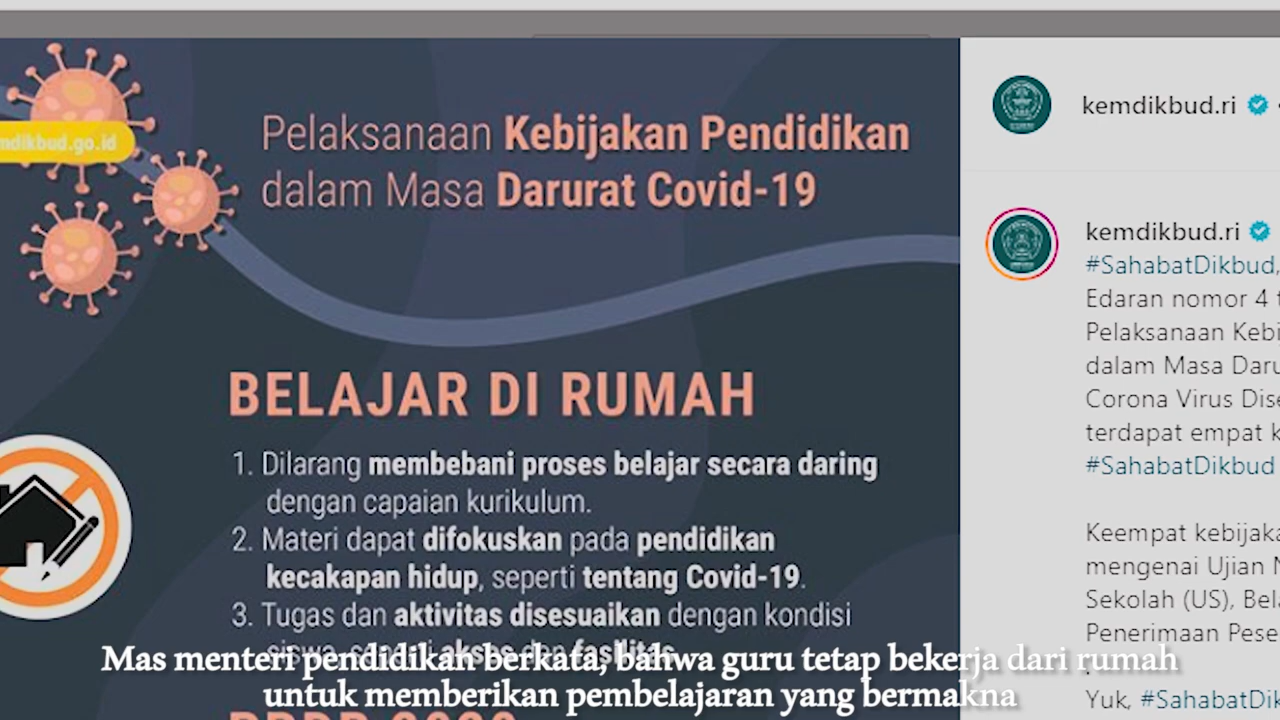 mdikbud.go.id
Pelaksanaan Kebijakan Pendidikan
dalam Masa Darurat Covid-19
BELAJAR DI RUMAH
1. Dilarang membebani proses belajar secara daring
dengan capaian kurikulum.
2. Materi dapat difokuskan pada pendidikan
kecakapan hidup, seperti tentang Covid-19.
3. Tugas dan aktivitas disesuaikan dengan kondisi
Mas menteri pendidikan berkata, bahwa guru tetap bekerja dari rumah
untuk memberikan pembelajaran yang bermakna
kemdikbud.ri
kemdikbud.ri
#SahabatDikbud,
Edaran nomor 4 t
Pelaksanaan Kebi
dalam Masa Daru
Corona Virus Dise
terdapat empat k
#SahabatDikbud
Keempat kebijaka
mengenai Ujian N
Sekolah (US), Bela
Penerimaan Pese
.
Yuk, #SahabatDik